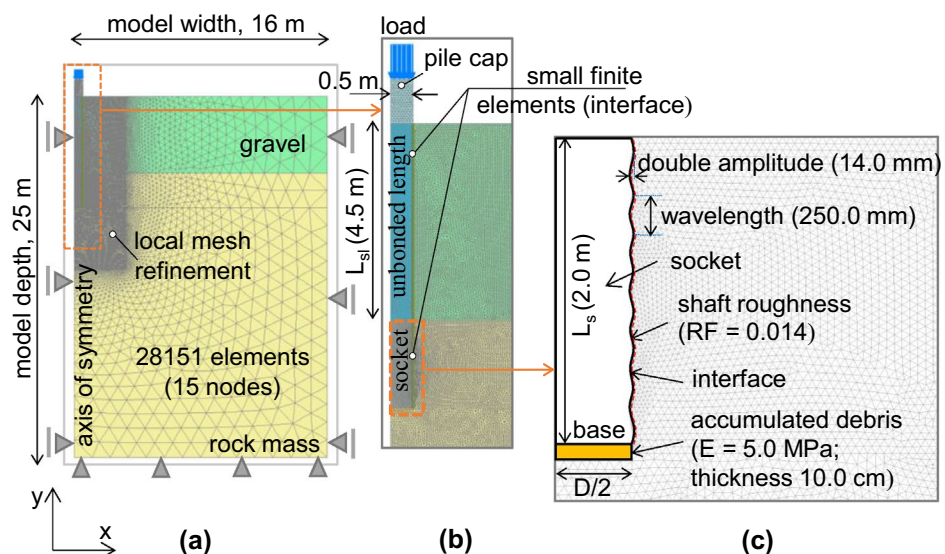 model width, 16 m
model depth, 25 m
axis of symmetry
gravel
local mesh
refinement
28151 elements
(15 nodes)
rock mass
y
x
(a)
load
pile cap
0.5 m
small finite
elements (interface)
L_sl (4.5 m)
unbonded length
socket
(b)
L_s (2.0 m)
double amplitude (14.0 mm)
wavelength (250.0 mm)
socket
shaft roughness
(RF = 0.014)
interface
accumulated debris
(E = 5.0 MPa;
thickness 10.0 cm)
base
D/2
(c)